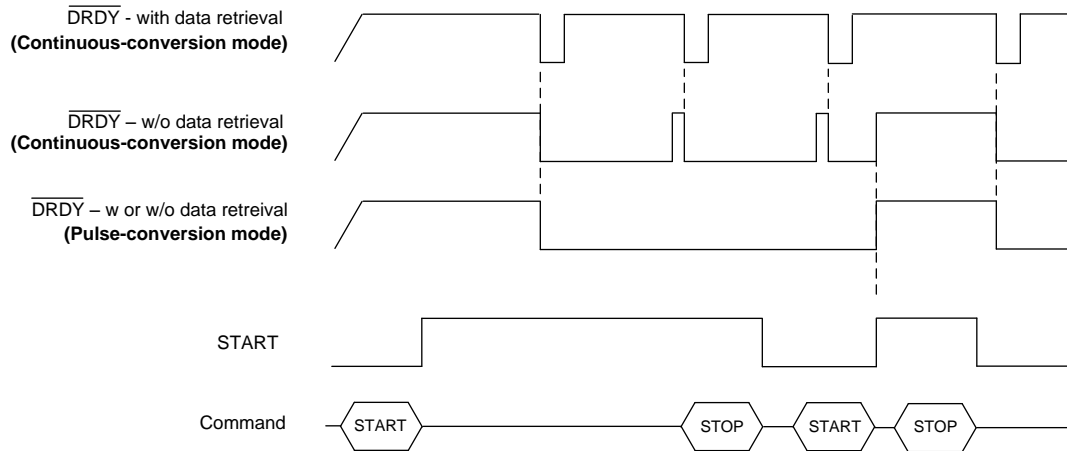 DRDY - with data retrieval
(Continuous-conversion mode)
DRDY – w/o data retrieval
(Continuous-conversion mode)
DRDY – w or w/o data retreival
(Pulse-conversion mode)
START
Command
START
STOP
START
STOP